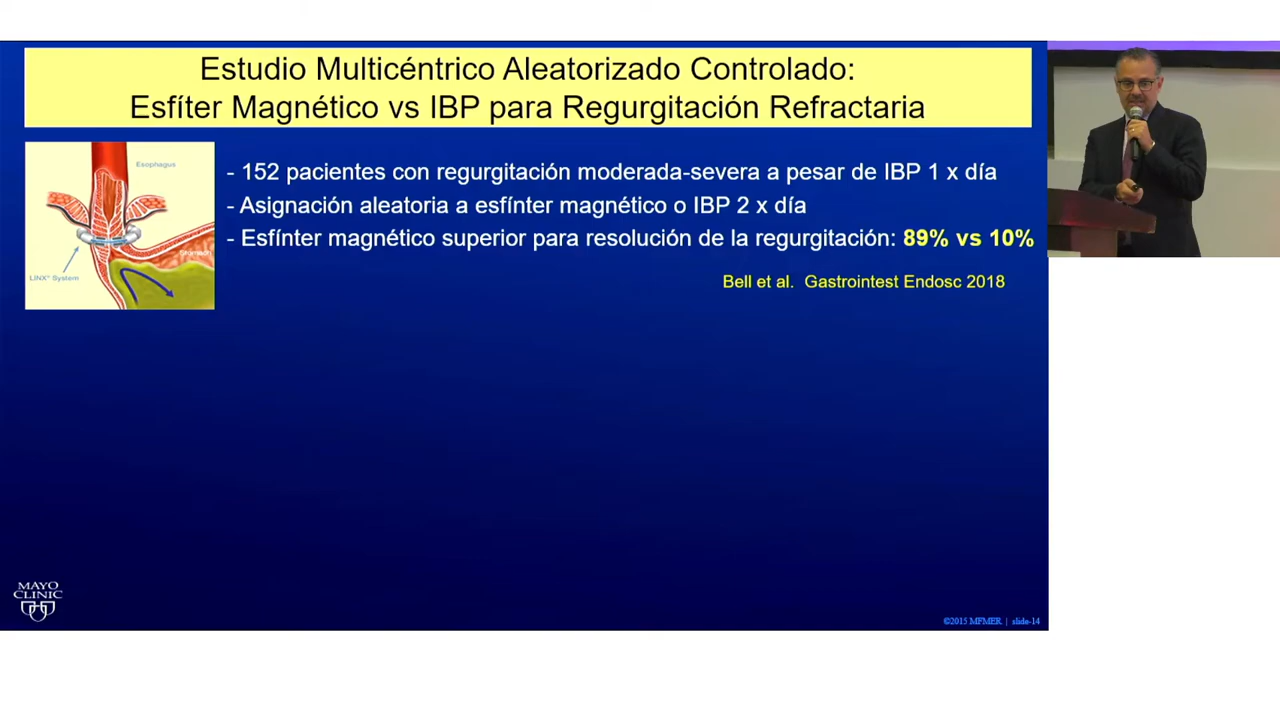 Estudio Multicéntrico Aleatorizado Controlado:
Esfíter Magnético vs IBP para Regurgitación Refractaria
Esophagus
Stomach
LINX® System
- 152 pacientes con regurgitación moderada-severa a pesar de IBP 1 x día
- Asignación aleatoria a esfínter magnético o IBP 2 x día
- Esfínter magnético superior para resolución de la regurgitación: 89% vs 10%
Bell et al. Gastrointest Endosc 2018
MAYO
CLINIC
©2015 MFMER | slide-14